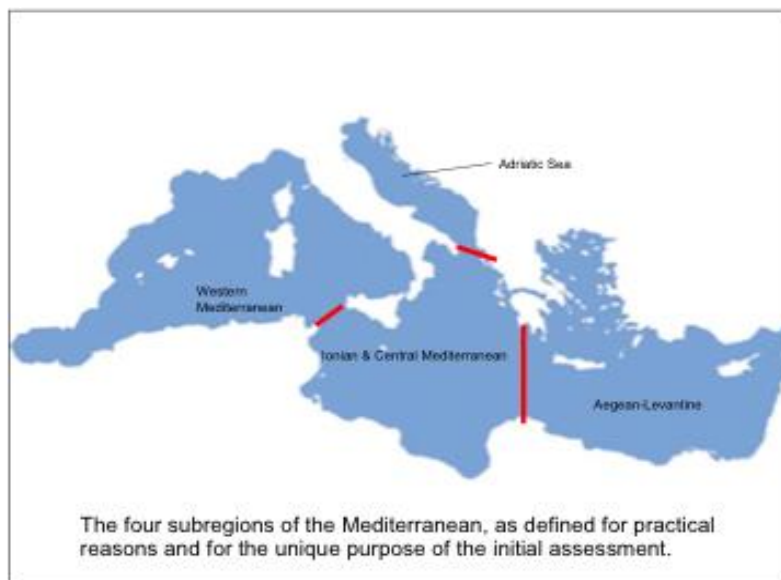 Adriatic Sea
Western
Mediterranean
Ionian & Central Mediterranean
Aegean-Levantine
The four subregions of the Mediterranean, as defined for practical
reasons and for the unique purpose of the initial assessment.